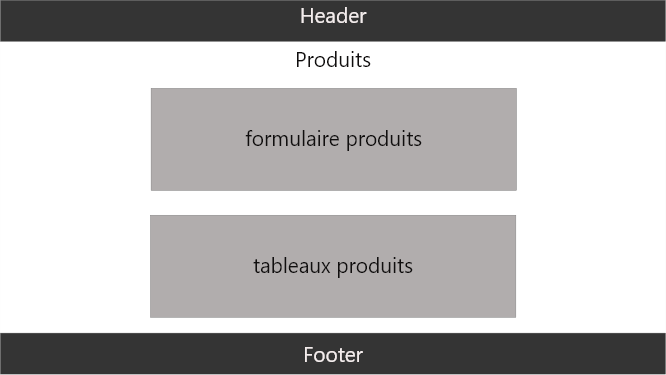 Header
Produits
formulaire produits
tableaux produits
Footer